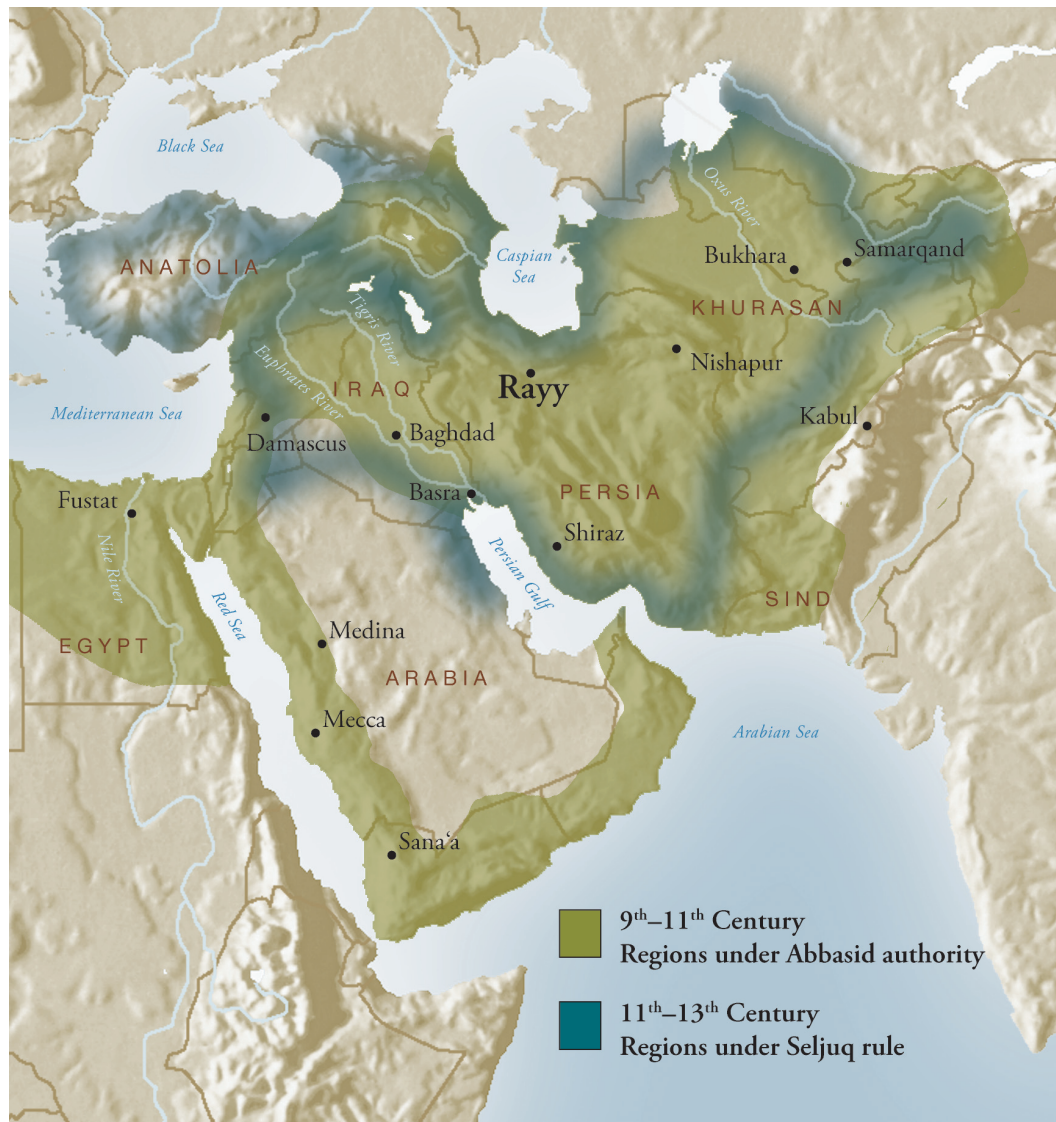 Black Sea
Oxus River
Caspian
Sea
Bukhara
Samarqand
ANATOLIA
KHURASAN
Tigris River
Nishapur
Euphrates River
IRAQ
Rayy
Mediterranean Sea
Kabul
Damascus
Baghdad
Fustat
Basra
PERSIA
Shiraz
Nile River
Persian Gulf
Red Sea
SIND
Medina
EGYPT
ARABIA
Mecca
Arabian Sea
Sana‘a
9th–11th Century
Regions under Abbasid authority
11th–13th Century
Regions under Seljuq rule